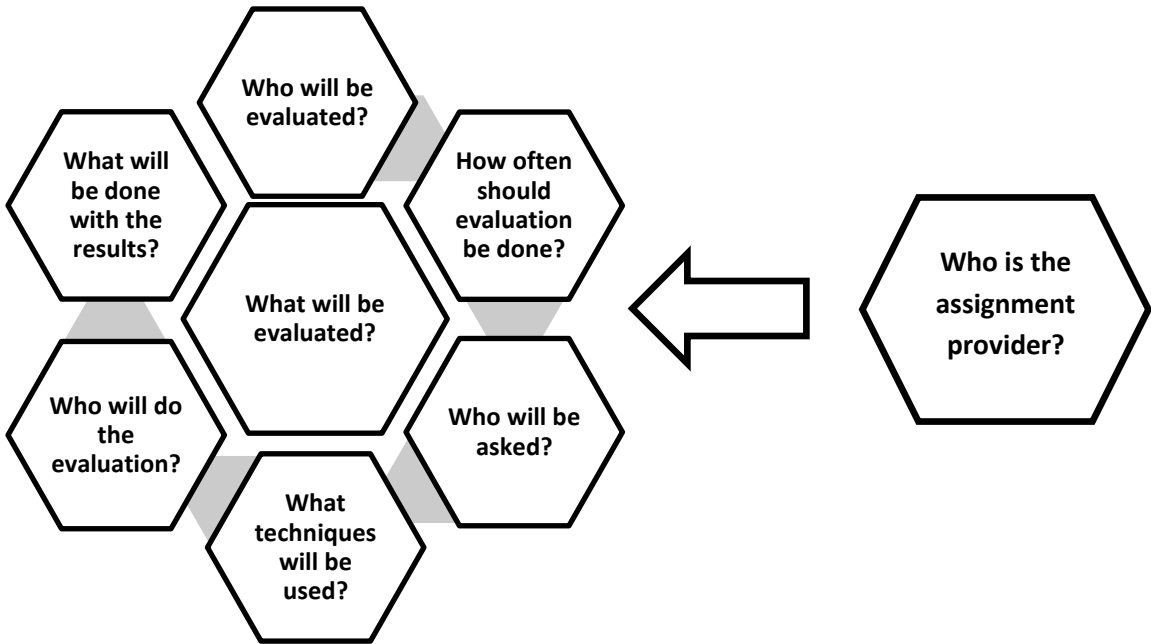 Who will be
evaluated?
How often
should
evaluation
be done?
Who will be
asked?
What
techniques
will be
used?
Who will do
the
evaluation?
What will
be done
with the
results?
What will be
evaluated?
Who is the
assignment
provider?